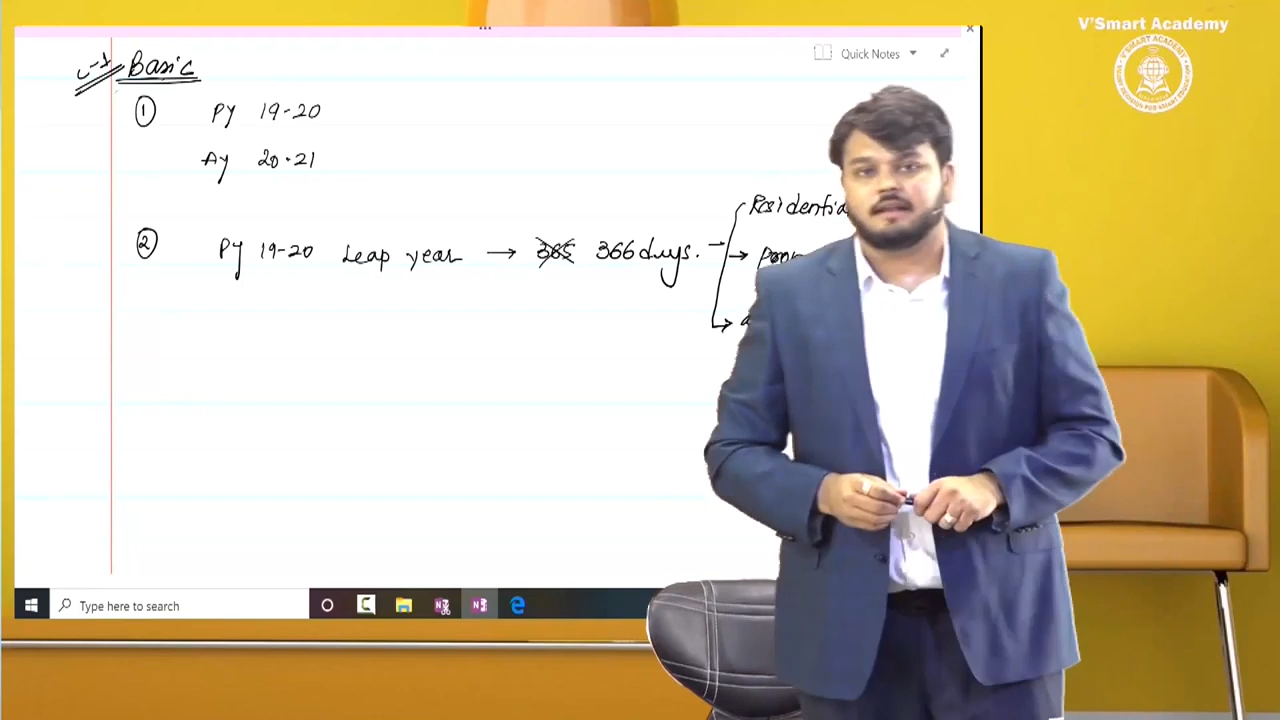 V'Smart Academy
Quick Notes
Basic
① PY 19-20
AY 20-21
Residential
② PY 19-20 Leap year → 365 366 days.
Type here to search